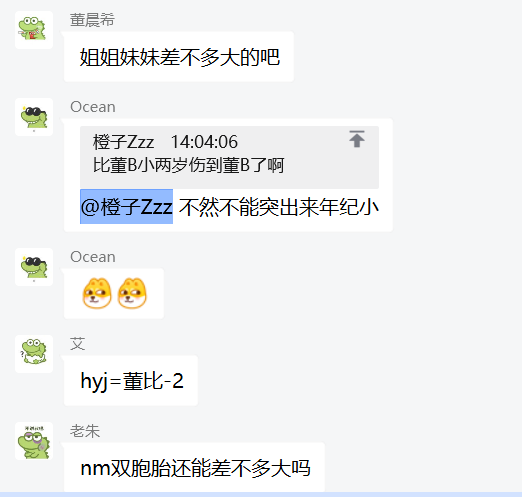 董晨希
姐姐妹妹差不多大的吧
Ocean
橙子Zzz 14:04:06
比董B小两岁伤到董B了啊
@橙子Zzz 不然不能突出来年纪小
Ocean
艾
hyj=董比-2
老朱
nm双胞胎还能差不多大吗